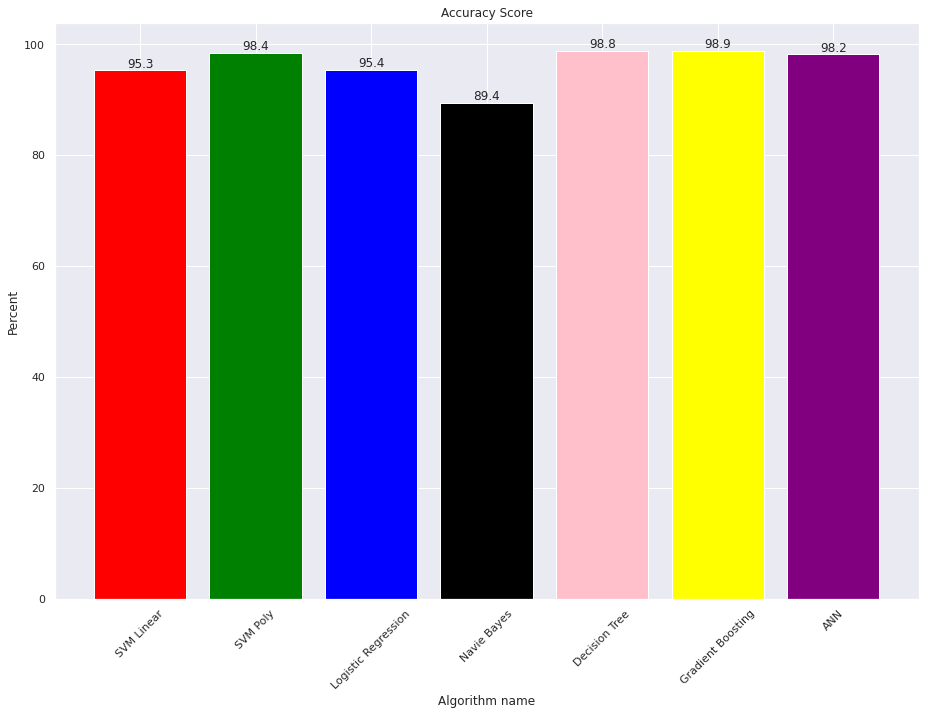 Accuracy Score
100
80
60
40
20
0
Percent
95.3
98.4
95.4
89.4
98.8
98.9
98.2
SVM Linear
SVM Poly
Logistic Regression
Navie Bayes
Decision Tree
Gradient Boosting
ANN
Algorithm name